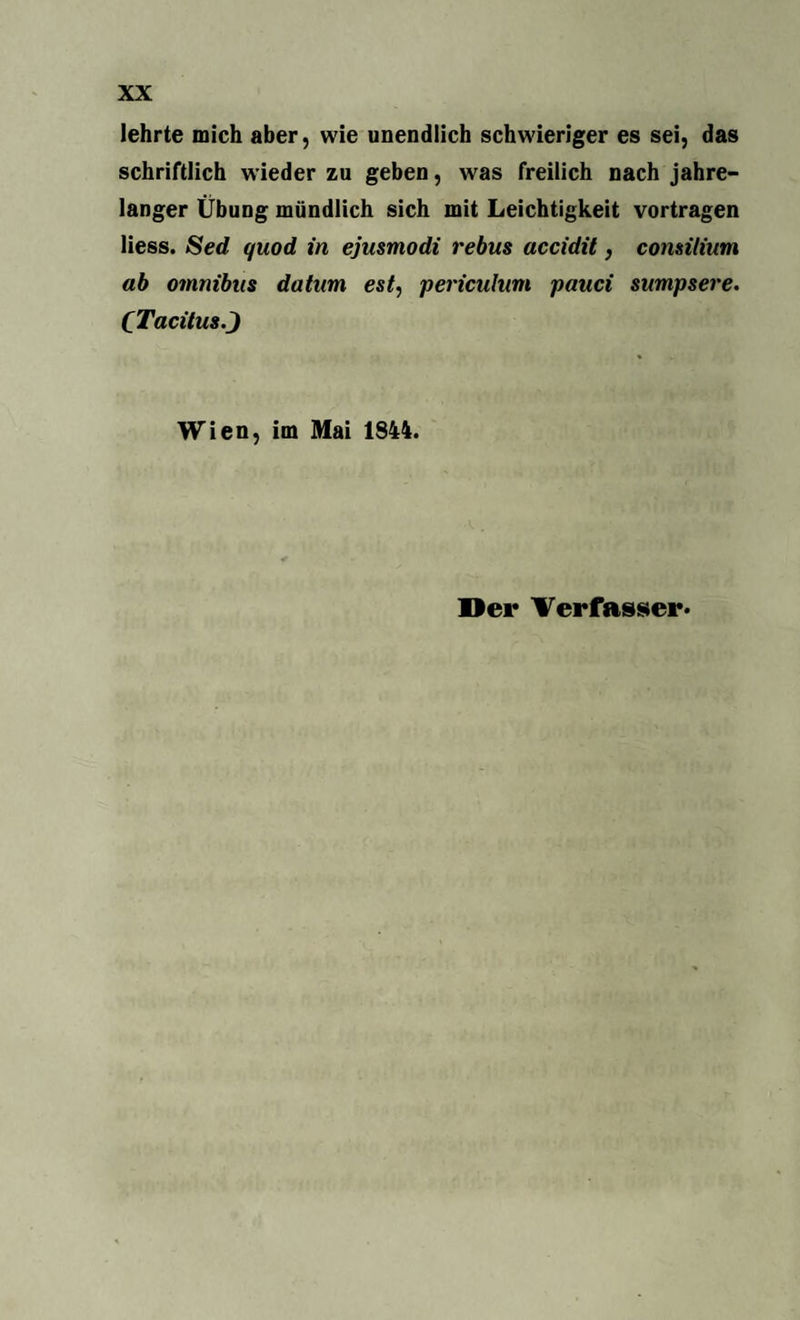 XX
lehrte mich aber, wie unendlich schwieriger es sei, das
schriftlich wieder zu geben, was freilich nach jahre-
langer Übung mündlich sich mit Leichtigkeit vortragen
liess. Sed quod in ejusmodi rebus accidit, consilium
ab omnibus datum est, periculum pauci sumpsere.
(Tacitus.)
Wien, im Mai 1844.
Der Verfasser.